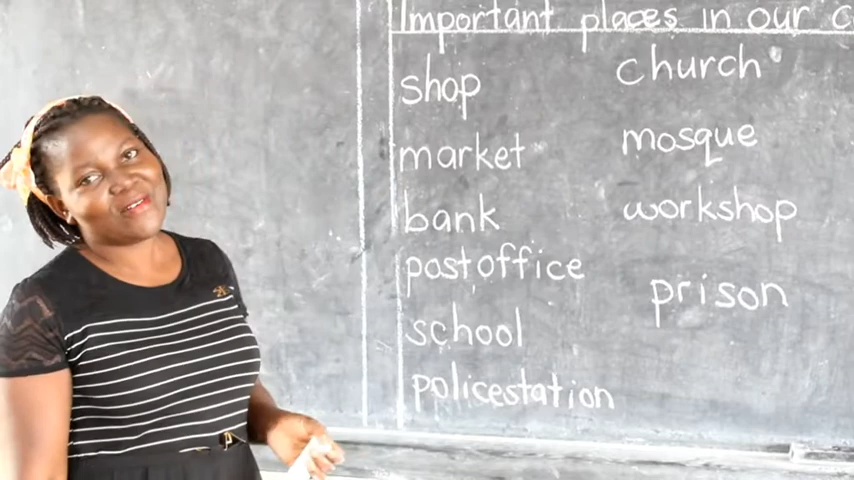 Important places in our
shop
market
bank
postoffice
school
policestation
church
mosque
workshop
prison